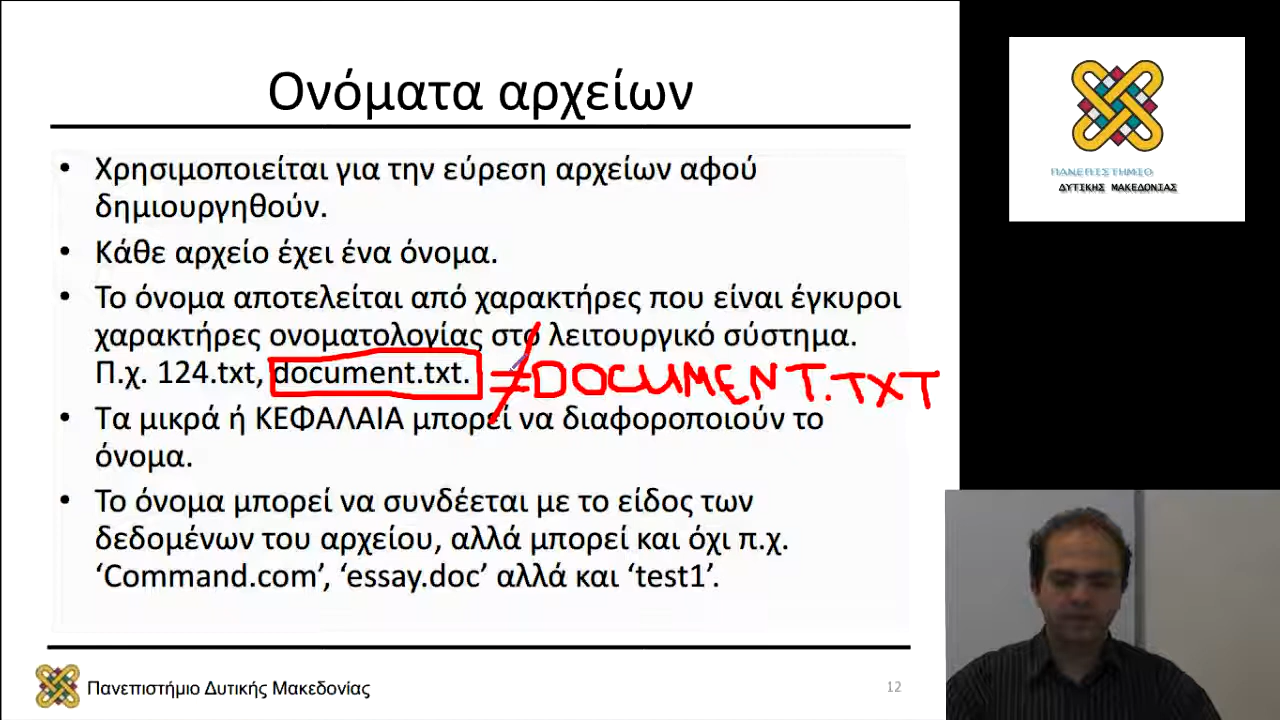 Ονόματα αρχείων
• Χρησιμοποιείται για την εύρεση αρχείων αφού
δημιουργηθούν.
• Κάθε αρχείο έχει ένα όνομα.
• Το όνομα αποτελείται από χαρακτήρες που είναι έγκυροι
χαρακτήρες ονοματολογίας στο λειτουργικό σύστημα.
Π.χ. 124.txt, document.txt. ≠ DOCUMENT.TXT
• Τα μικρά ή ΚΕΦΑΛΑΙΑ μπορεί να διαφοροποιούν το
όνομα.
• Το όνομα μπορεί να συνδέεται με το είδος των
δεδομένων του αρχείου, αλλά μπορεί και όχι π.χ.
‘Command.com’, ‘essay.doc’ αλλά και ‘test1’.
Πανεπιστήμιο Δυτικής Μακεδονίας
12
ΠΑΝΕΠΙΣΤΗΜΙΟ
ΔΥΤΙΚΗΣ ΜΑΚΕΔΟΝΙΑΣ